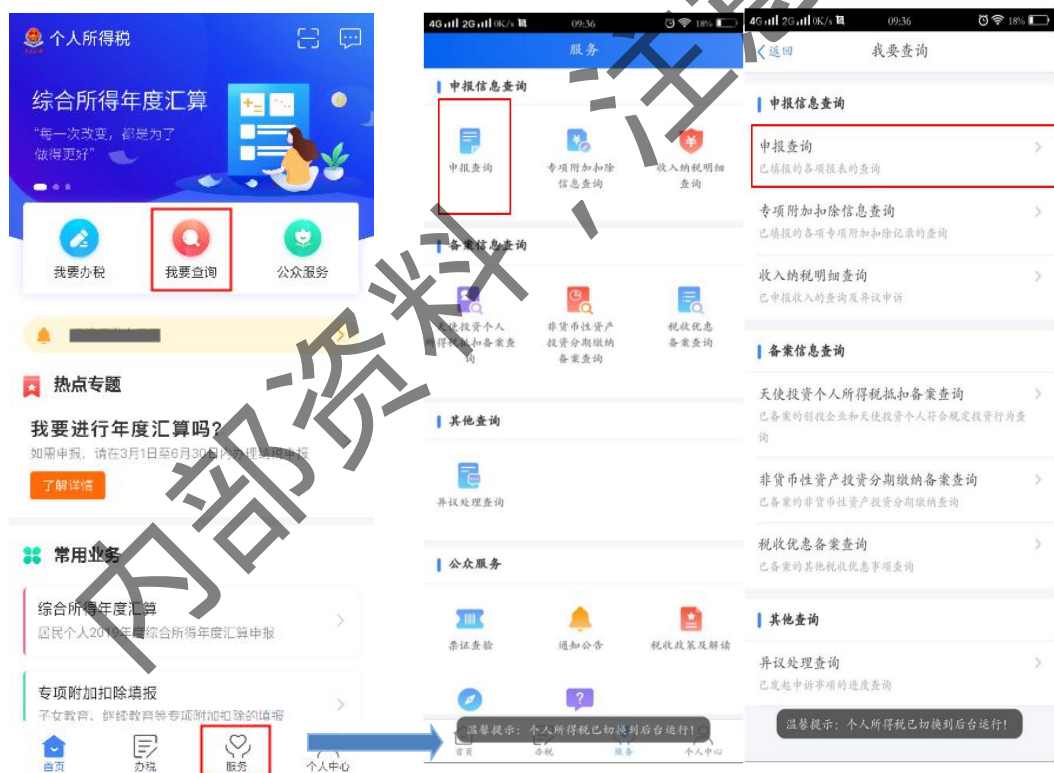 个人所得税
综合所得年度汇算
“每一次改变，都是为了
做得更好”
我要办税
我要查询
公众服务
热点专题
我要进行年度汇算吗？
如需申报，请在3月1日至6月30日内办理纳税申报
了解详情
常用业务
综合所得年度汇算
居民个人2019年度综合所得年度汇算申报
专项附加扣除填报
子女教育、继续教育等专项附加扣除的填报
首页
办税
服务
个人中心
4G 2G 0K/s 09:36 18%
服务
申报信息查询
申报查询
专项附加扣除
信息查询
收入纳税明细
查询
备案信息查询
天使投资个人
所得税抵扣备案查
询
非货币性资产
投资分期缴纳
备案查询
税收优惠
备案查询
其他查询
异议处理查询
公众服务
票证查验
通知公告
税收政策及解读
温馨提示：个人所得税已切换到后台运行！
首页
办税
服务
个人中心
4G 2G 0K/s 09:36 18%
返回
我要查询
申报信息查询
申报查询
已填报的各项报表的查询
专项附加扣除信息查询
已填报的各项专项附加扣除记录的查询
收入纳税明细查询
已申报收入的查询及异议申诉
备案信息查询
天使投资个人所得税抵扣备案查询
已备案的创投企业和天使投资个人符合规定投资行为查
询
非货币性资产投资分期缴纳备案查询
已备案的非货币性资产投资分期缴纳查询
税收优惠备案查询
已备案的其他税收优惠事项查询
其他查询
异议处理查询
已发起申诉事项的进度查询
温馨提示：个人所得税已切换到后台运行！
内部资料，注意